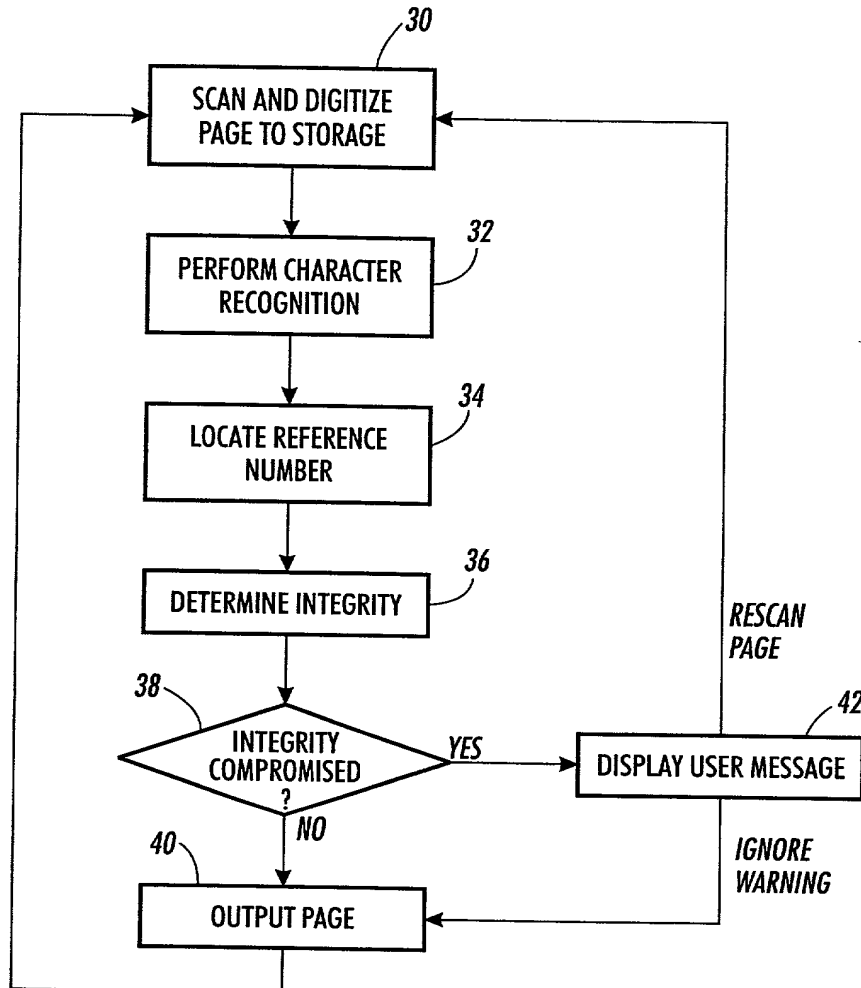 30
SCAN AND DIGITIZE
PAGE TO STORAGE
32
PERFORM CHARACTER
RECOGNITION
34
LOCATE REFERENCE
NUMBER
36
DETERMINE INTEGRITY
RESCAN
PAGE
38
INTEGRITY
COMPROMISED
?
YES
42
DISPLAY USER MESSAGE
NO
IGNORE
WARNING
40
OUTPUT PAGE